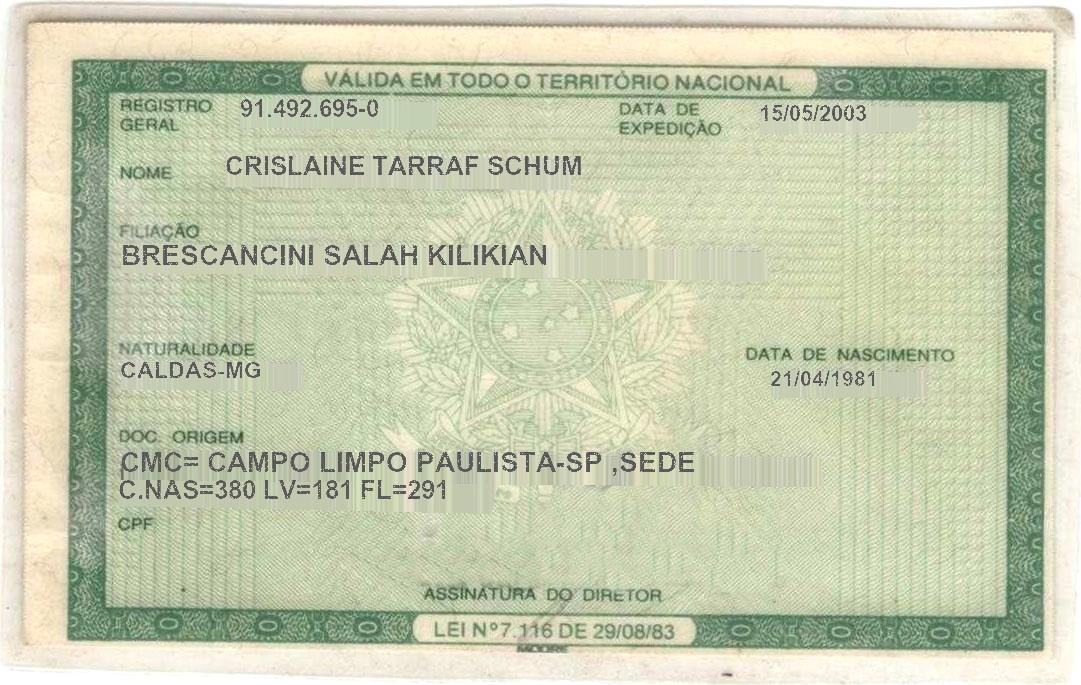 VÁLIDA EM TODO O TERRITÓRIO NACIONAL
REGISTRO GERAL 91.492.695-0 DATA DE EXPEDIÇÃO 15/05/2003
NOME CRISLAINE TARRAF SCHUM
FILIAÇÃO
BRESCANCINI SALAH KILIKIAN
NATURALIDADE DATA DE NASCIMENTO
CALDAS-MG 21/04/1981
DOC. ORIGEM
CMC= CAMPO LIMPO PAULISTA-SP ,SEDE
C.NAS=380 LV=181 FL=291
CPF
ASSINATURA DO DIRETOR
LEI Nº 7.116 DE 29/08/83
MOORE